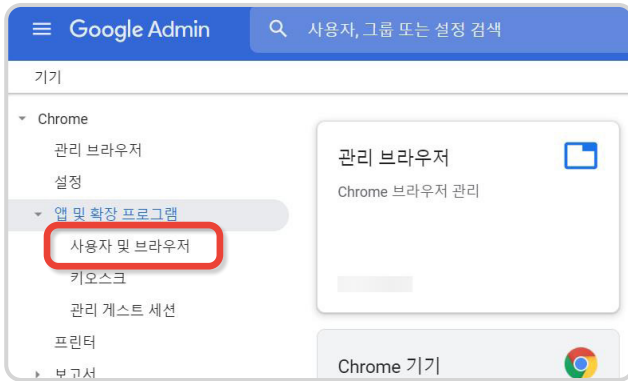 Google Admin
사용자, 그룹 또는 설정 검색
기기
Chrome
관리 브라우저
설정
앱 및 확장 프로그램
사용자 및 브라우저
키오스크
관리 게스트 세션
프린터
보고서
관리 브라우저
Chrome 브라우저 관리
Chrome 기기